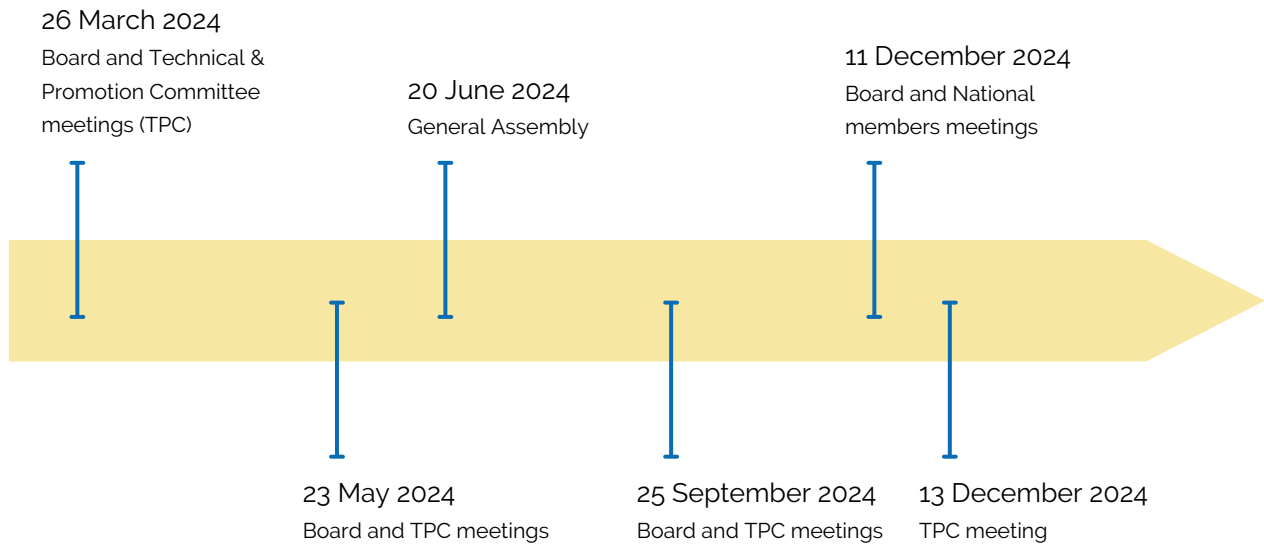 26 March 2024
Board and Technical &
Promotion Committee
meetings (TPC)
20 June 2024
General Assembly
11 December 2024
Board and National
members meetings
23 May 2024
Board and TPC meetings
25 September 2024
Board and TPC meetings
13 December 2024
TPC meeting